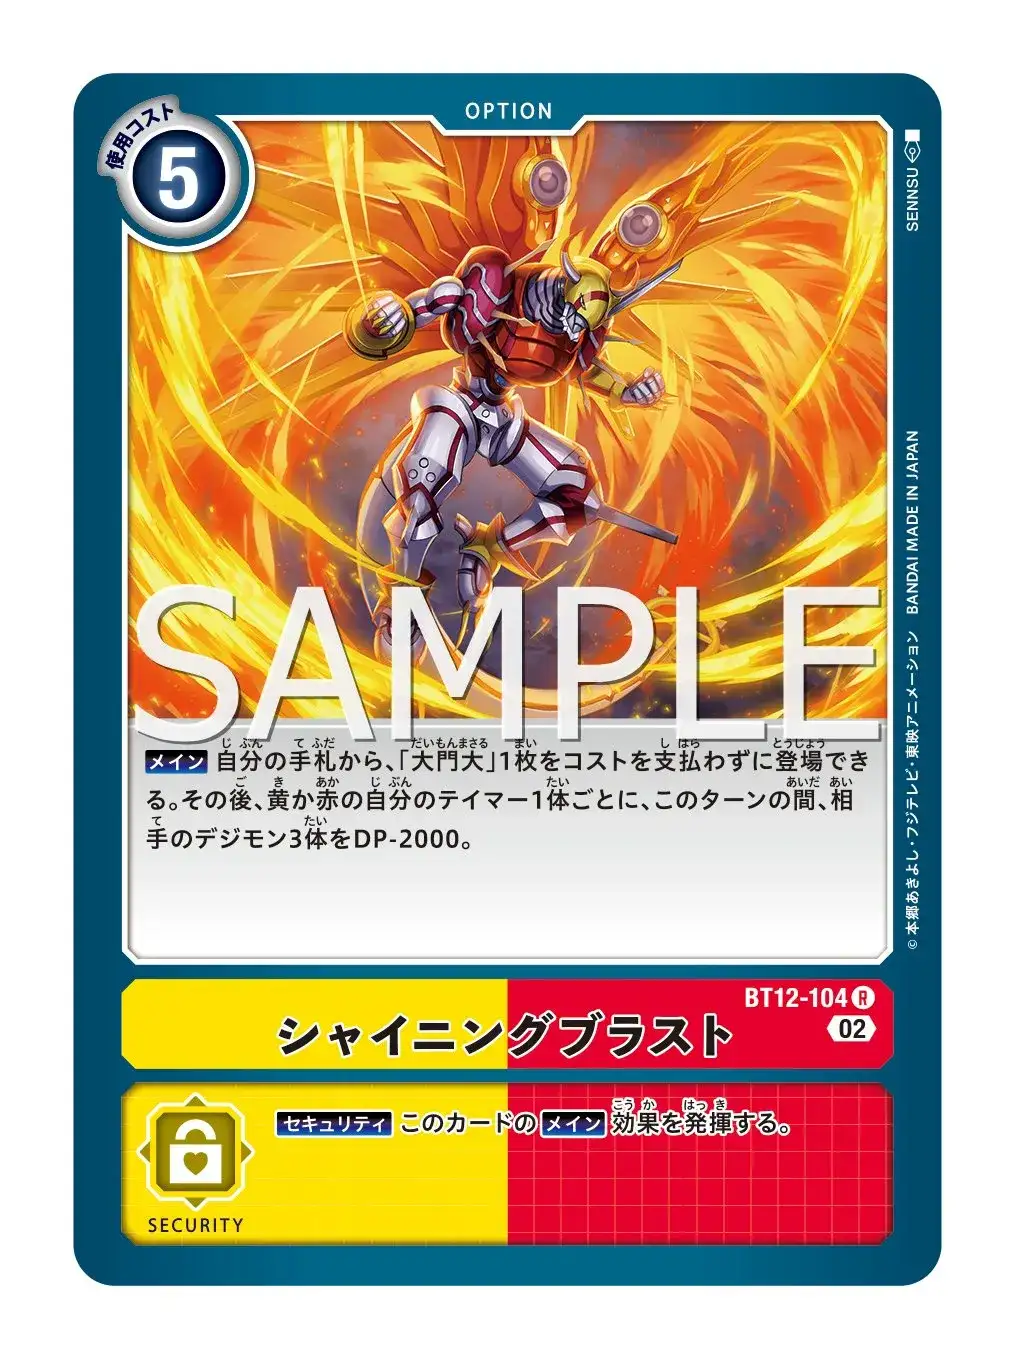 OPTION
使用コスト
5
SENNSU
SAMPLE
メイン 自分の手札から、「大門大」1枚をコストを支払わずに登場でき
る。その後、黄か赤の自分のテイマー1体ごとに、このターンの間、相
手のデジモン3体をDP-2000。
© 本郷あきよし・フジテレビ・東映アニメーション BANDAI MADE IN JAPAN
BT12-104 R
シャイニングブラスト
02
セキュリティ このカードの メイン 効果を発揮する。
SECURITY